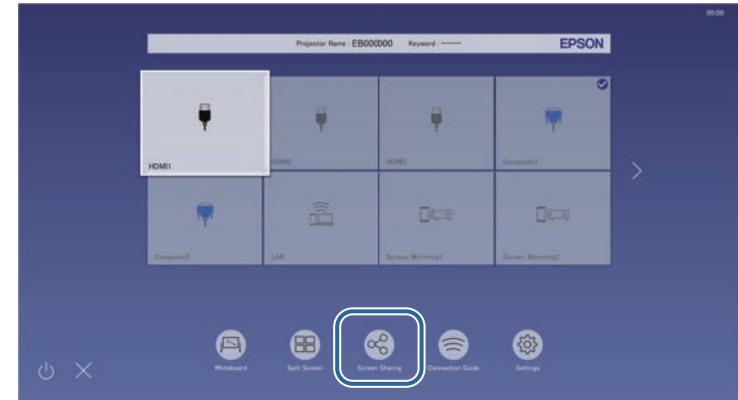 00:00
Projector Name : EB000000 Keyword : ----
EPSON
HDMI1
HDMI2
HDMI3
Computer1
Computer2
LAN
Screen Mirroring1
Screen Mirroring2
Whiteboard
Split Screen
Screen Sharing
Connection Guide
Settings